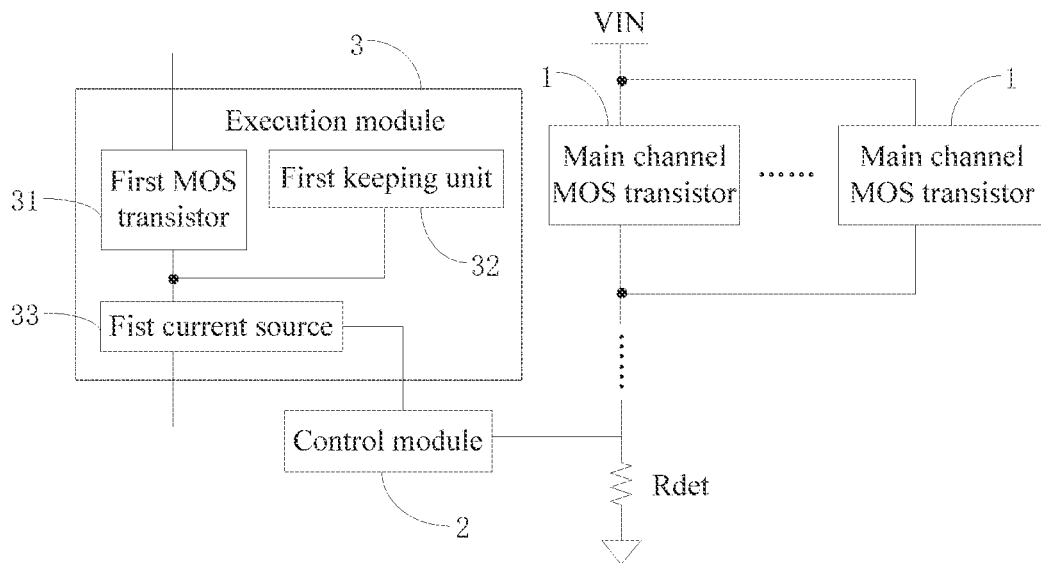 VIN
3
1
1
Execution module
First MOS
transistor
First keeping unit
Main channel
MOS transistor
......
Main channel
MOS transistor
31
32
33
Fist current source
Control module
Rdet
2